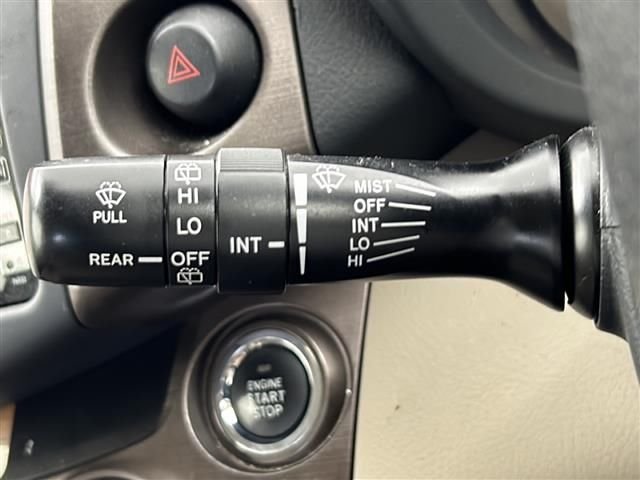 PULL
REAR
HI
LO
OFF
INT
MIST
OFF
INT
LO
HI
ENGINE
START
STOP